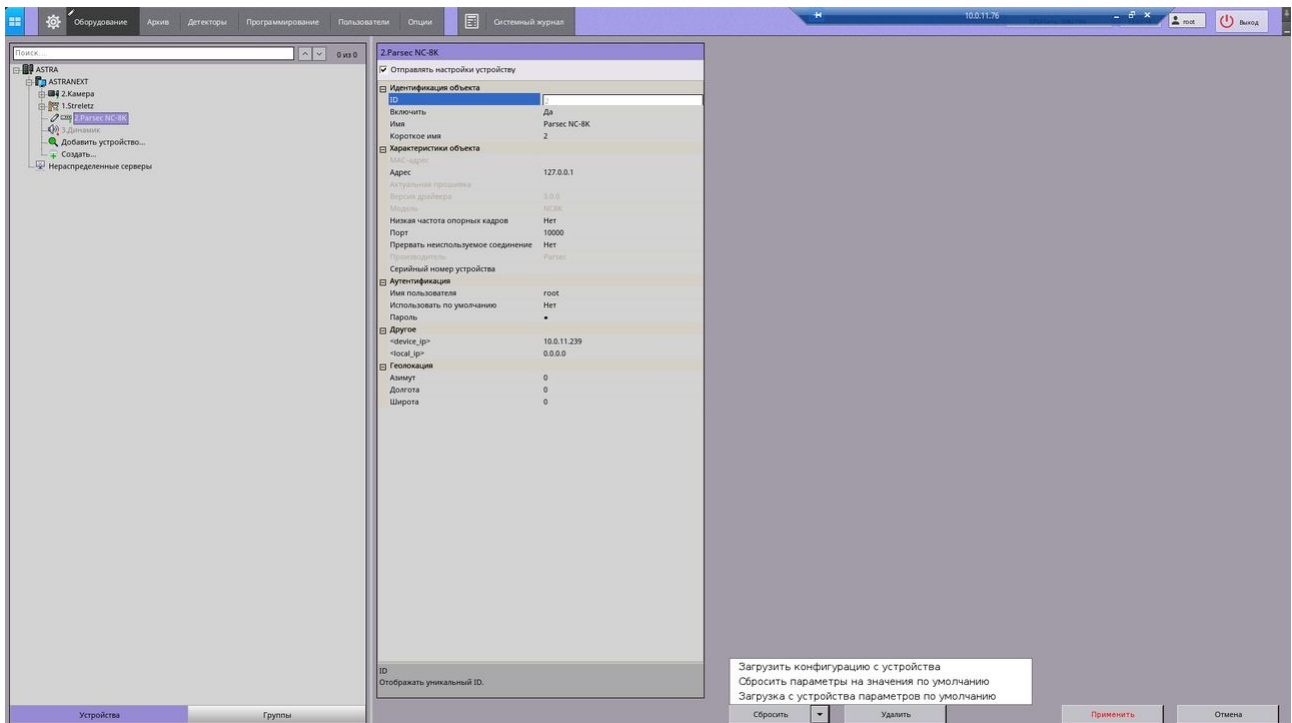 Оборудование Архив Детекторы Программирование Пользователи Опции Системный журнал 10.0.11.76 root Выход
Поиск... 0 из 0
ASTRA
ASTRANEXT
2.Камера
1.Streletz
2.Parsec NC-8K
3.Динамик
Добавить устройство...
Создать...
Нераспределенные серверы
Устройства Группы
2.Parsec NC-8K
Отправлять настройки устройству
Идентификация объекта
ID 2
Включить Да
Имя Parsec NC-8K
Короткое имя 2
Характеристики объекта
MAC-адрес
Адрес 127.0.0.1
Актуальная прошивка
Версия драйвера 3.0.0
Модель NC8K
Низкая частота опорных кадров Нет
Порт 10000
Прервать неиспользуемое соединение Нет
Производитель Parsec
Серийный номер устройства
Аутентификация
Имя пользователя root
Использовать по умолчанию Нет
Пароль •
Другое
<device_ip> 10.0.11.239
<local_ip> 0.0.0.0
Геолокация
Азимут 0
Долгота 0
Широта 0
ID
Отображать уникальный ID.
Загрузить конфигурацию с устройства
Сбросить параметры на значения по умолчанию
Загрузка с устройства параметров по умолчанию
Сбросить Удалить Применить Отмена